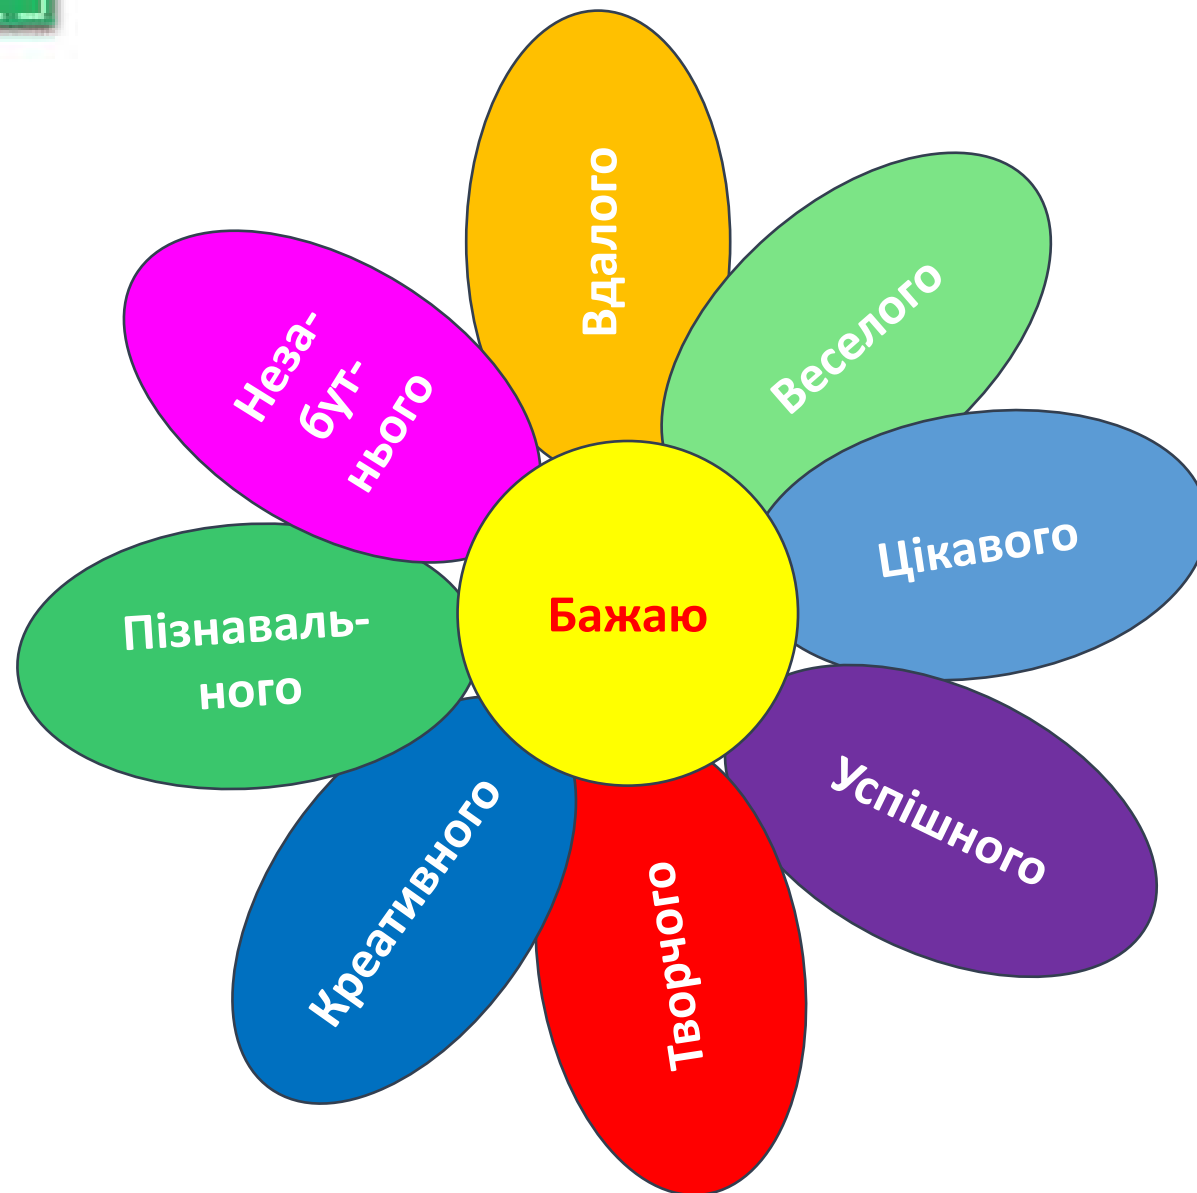 Вдалого
Веселого
Цікавого
Успішного
Творчого
Креативного
Пізнаваль-
ного
Неза-
бут-
нього
Бажаю